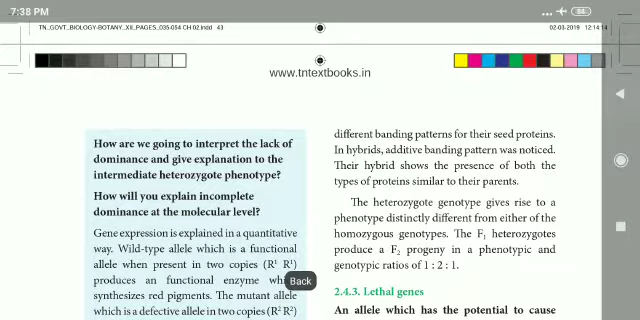 7:38 PM
84
TN_GOVT_BIOLOGY-BOTANY_XII_PAGES_035-054 CH 02.indd 43
02-03-2019 12:14:14
www.tntextbooks.in
How are we going to interpret the lack of
dominance and give explanation to the
intermediate heterozygote phenotype?
How will you explain incomplete
dominance at the molecular level?
Gene expression is explained in a quantitative
way. Wild-type allele which is a functional
allele when present in two copies (R¹ R¹)
produces an functional enzyme which
synthesizes red pigments. The mutant allele
which is a defective allele in two copies (R² R²)
Back
different banding patterns for their seed proteins.
In hybrids, additive banding pattern was noticed.
Their hybrid shows the presence of both the
types of proteins similar to their parents.
The heterozygote genotype gives rise to a
phenotype distinctly different from either of the
homozygous genotypes. The F₁ heterozygotes
produce a F₂ progeny in a phenotypic and
genotypic ratios of 1 : 2 : 1.
2.4.3. Lethal genes
An allele which has the potential to cause